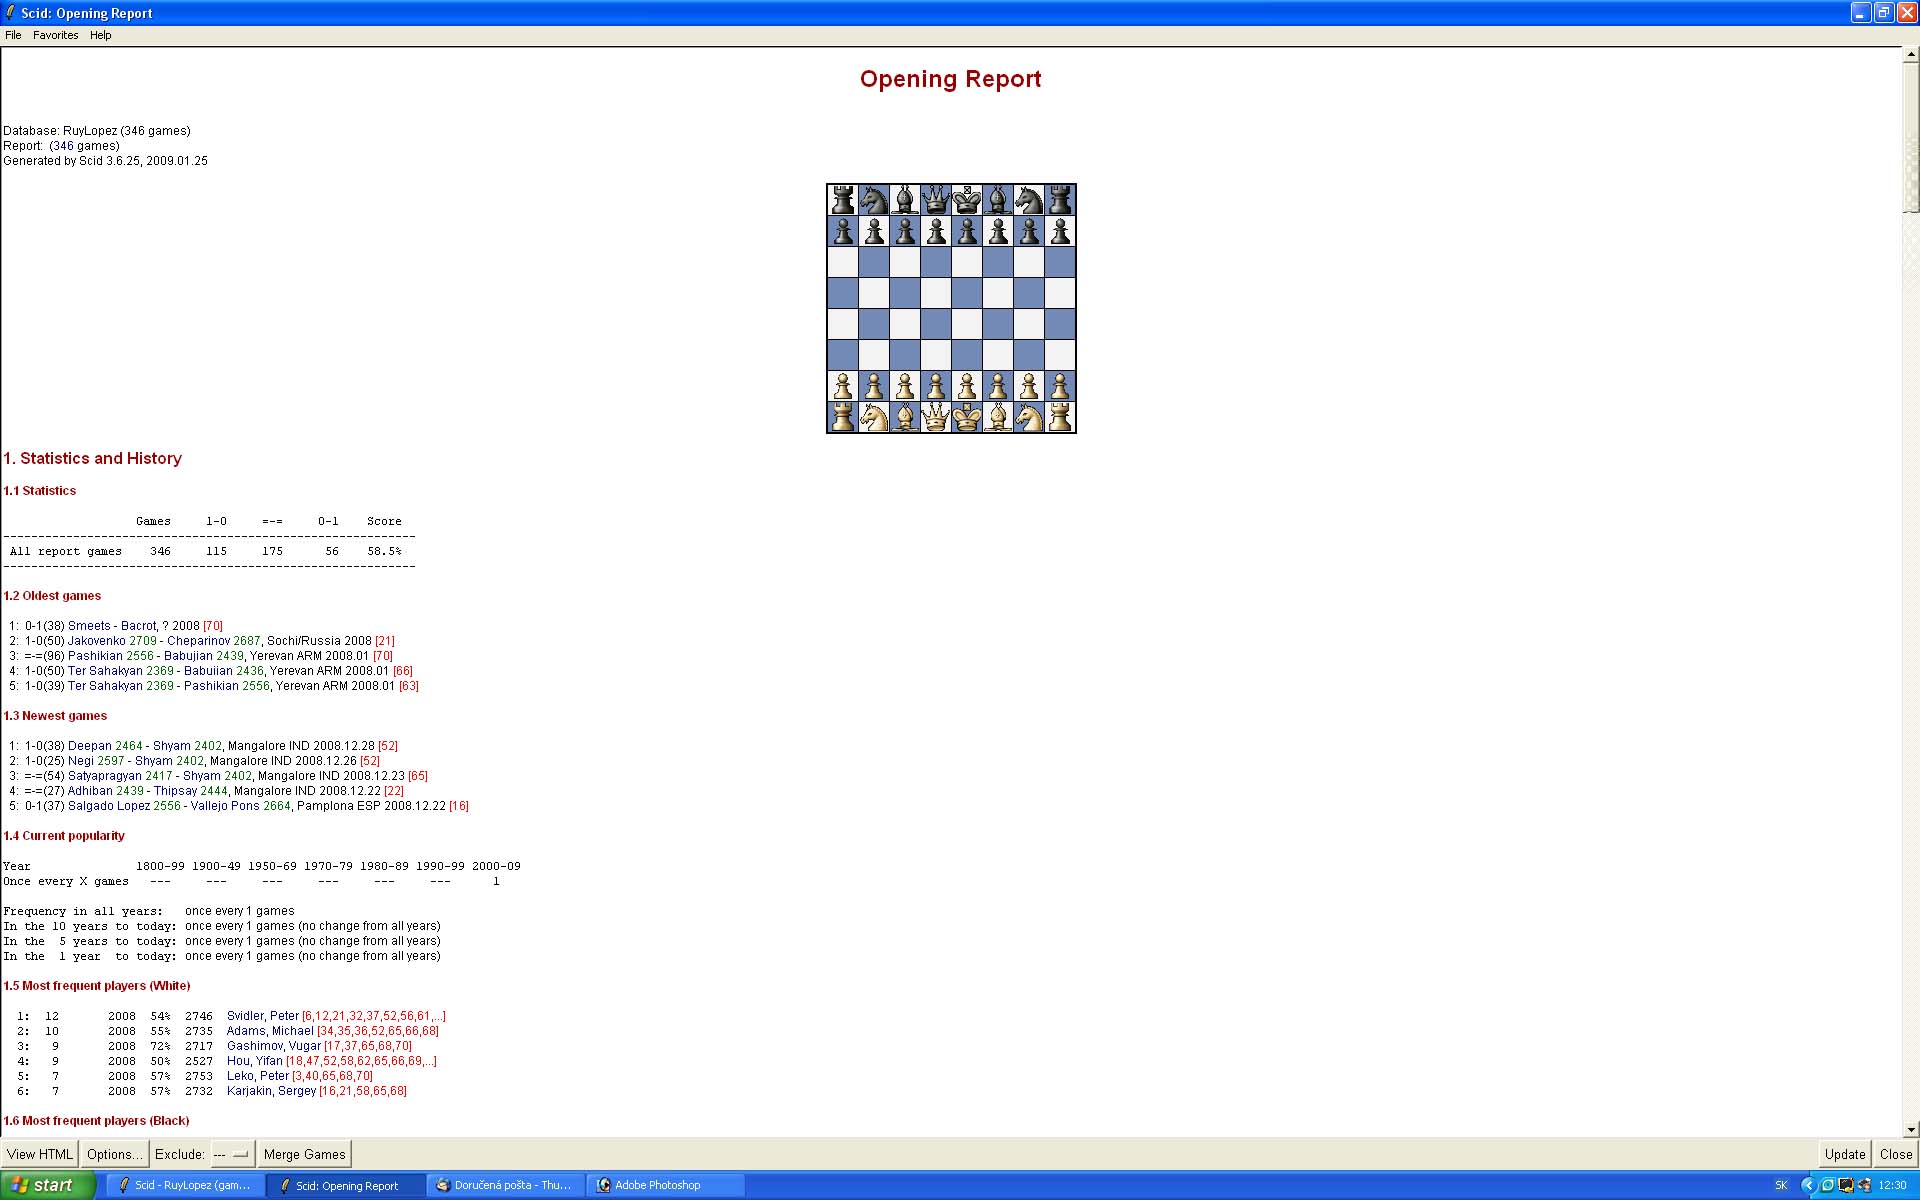 Scid: Opening Report
File Favorites Help
Opening Report
Database: RuyLopez (346 games)
Report: (346 games)
Generated by Scid 3.6.25, 2009.01.25
1. Statistics and History
1.1 Statistics
Games 1-0 =-= 0-1 Score
-----------------------------------------------------------
All report games 346 115 175 56 58.5%
-----------------------------------------------------------
1.2 Oldest games
1: 0-1(38) Smeets - Bacrot, ? 2008 [70]
2: 1-0(50) Jakovenko 2709 - Cheparinov 2687, Sochi/Russia 2008 [21]
3: =-=(96) Pashikian 2556 - Babujian 2439, Yerevan ARM 2008.01 [70]
4: 1-0(50) Ter Sahakyan 2369 - Babuiian 2436, Yerevan ARM 2008.01 [66]
5: 1-0(39) Ter Sahakyan 2369 - Pashikian 2556, Yerevan ARM 2008.01 [63]
1.3 Newest games
1: 1-0(38) Deepan 2464 - Shyam 2402, Mangalore IND 2008.12.28 [52]
2: 1-0(25) Negi 2597 - Shyam 2402, Mangalore IND 2008.12.26 [52]
3: =-=(54) Satyapragyan 2417 - Shyam 2402, Mangalore IND 2008.12.23 [65]
4: =-=(27) Adhiban 2439 - Thipsay 2444, Mangalore IND 2008.12.22 [22]
5: 0-1(37) Salgado Lopez 2556 - Vallejo Pons 2664, Pamplona ESP 2008.12.22 [16]
1.4 Current popularity
Year 1800-99 1900-49 1950-69 1970-79 1980-89 1990-99 2000-09
Once every X games --- --- --- --- --- --- 1
Frequency in all years: once every 1 games
In the 10 years to today: once every 1 games (no change from all years)
In the 5 years to today: once every 1 games (no change from all years)
In the 1 year to today: once every 1 games (no change from all years)
1.5 Most frequent players (White)
1: 12 2008 54% 2746 Svidler, Peter [6,12,21,32,37,52,56,61,...]
2: 10 2008 55% 2735 Adams, Michael [34,35,36,52,65,66,68]
3: 9 2008 72% 2717 Gashimov, Vugar [17,37,65,68,70]
4: 9 2008 50% 2527 Hou, Yifan [18,47,52,58,62,65,66,69,...]
5: 7 2008 57% 2753 Leko, Peter [3,40,65,68,70]
6: 7 2008 57% 2732 Karjakin, Sergey [16,21,58,65,68]
1.6 Most frequent players (Black)
View HTML Options... Exclude: --- Merge Games Update Close
start Scid - RuyLopez (gam... Scid: Opening Report Doručená pošta - Thu... Adobe Photoshop SK 12:30